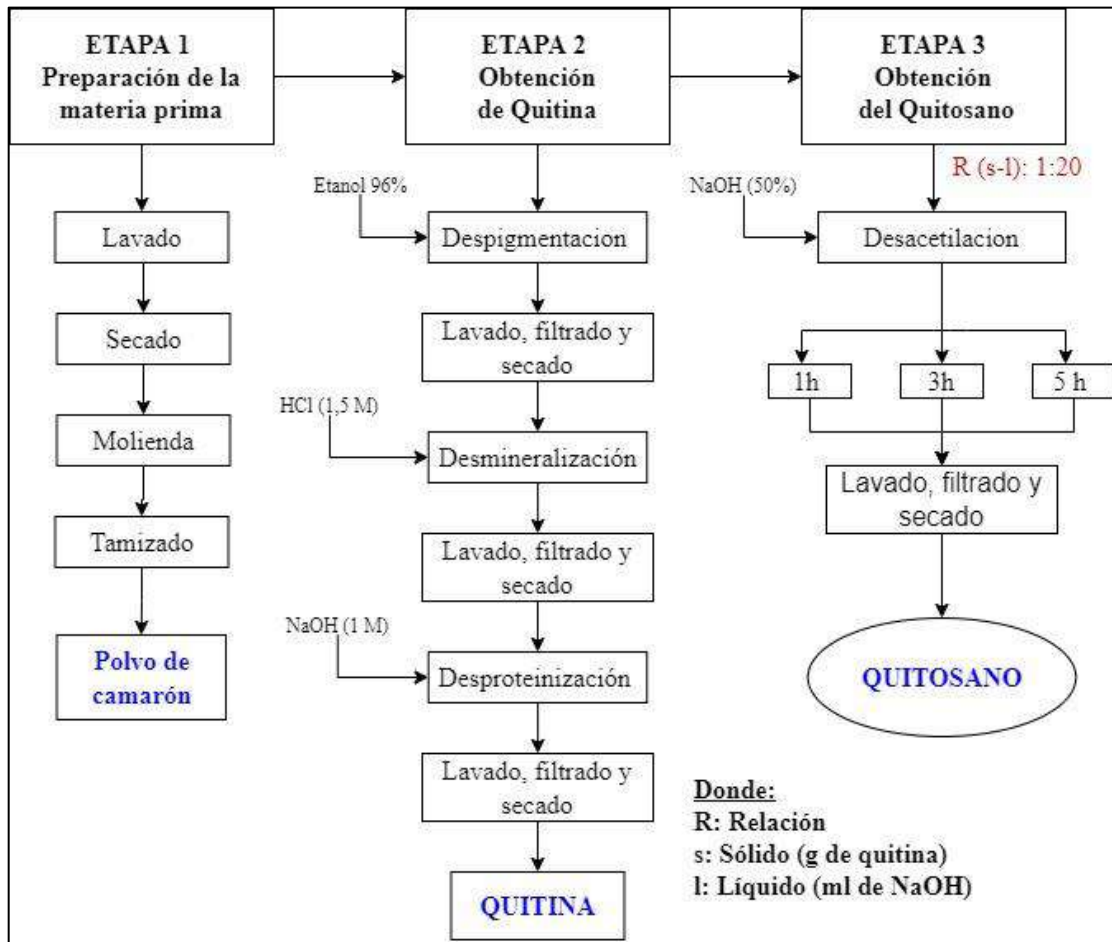 ETAPA 1
Preparación de la
materia prima
Lavado
Secado
Molienda
Tamizado
Polvo de
camarón
ETAPA 2
Obtención
de Quitina
Etanol 96%
Despigmentacion
Lavado, filtrado y
secado
HCl (1,5 M)
Desmineralización
Lavado, filtrado y
secado
NaOH (1 M)
Desproteinización
Lavado, filtrado y
secado
QUITINA
ETAPA 3
Obtención
del Quitosano
R (s-l): 1:20
NaOH (50%)
Desacetilacion
1h
3h
5 h
Lavado, filtrado y
secado
QUITOSANO
Donde:
R: Relación
s: Sólido (g de quitina)
l: Líquido (ml de NaOH)